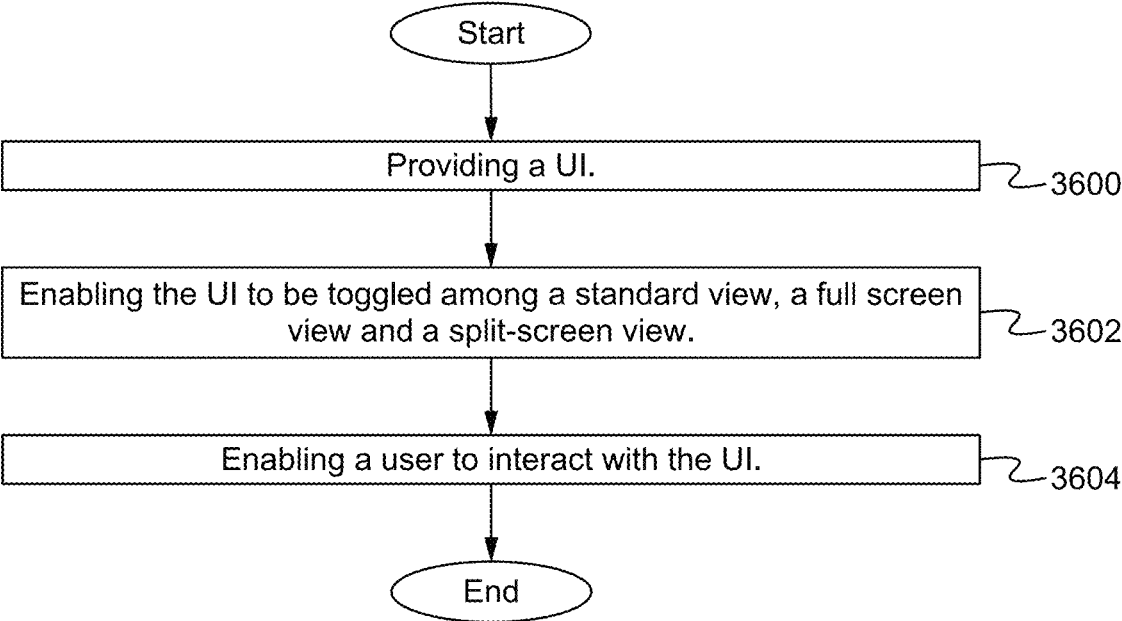 Start
Providing a UI.
3600
Enabling the UI to be toggled among a standard view, a full screen
view and a split-screen view.
3602
Enabling a user to interact with the UI.
3604
End